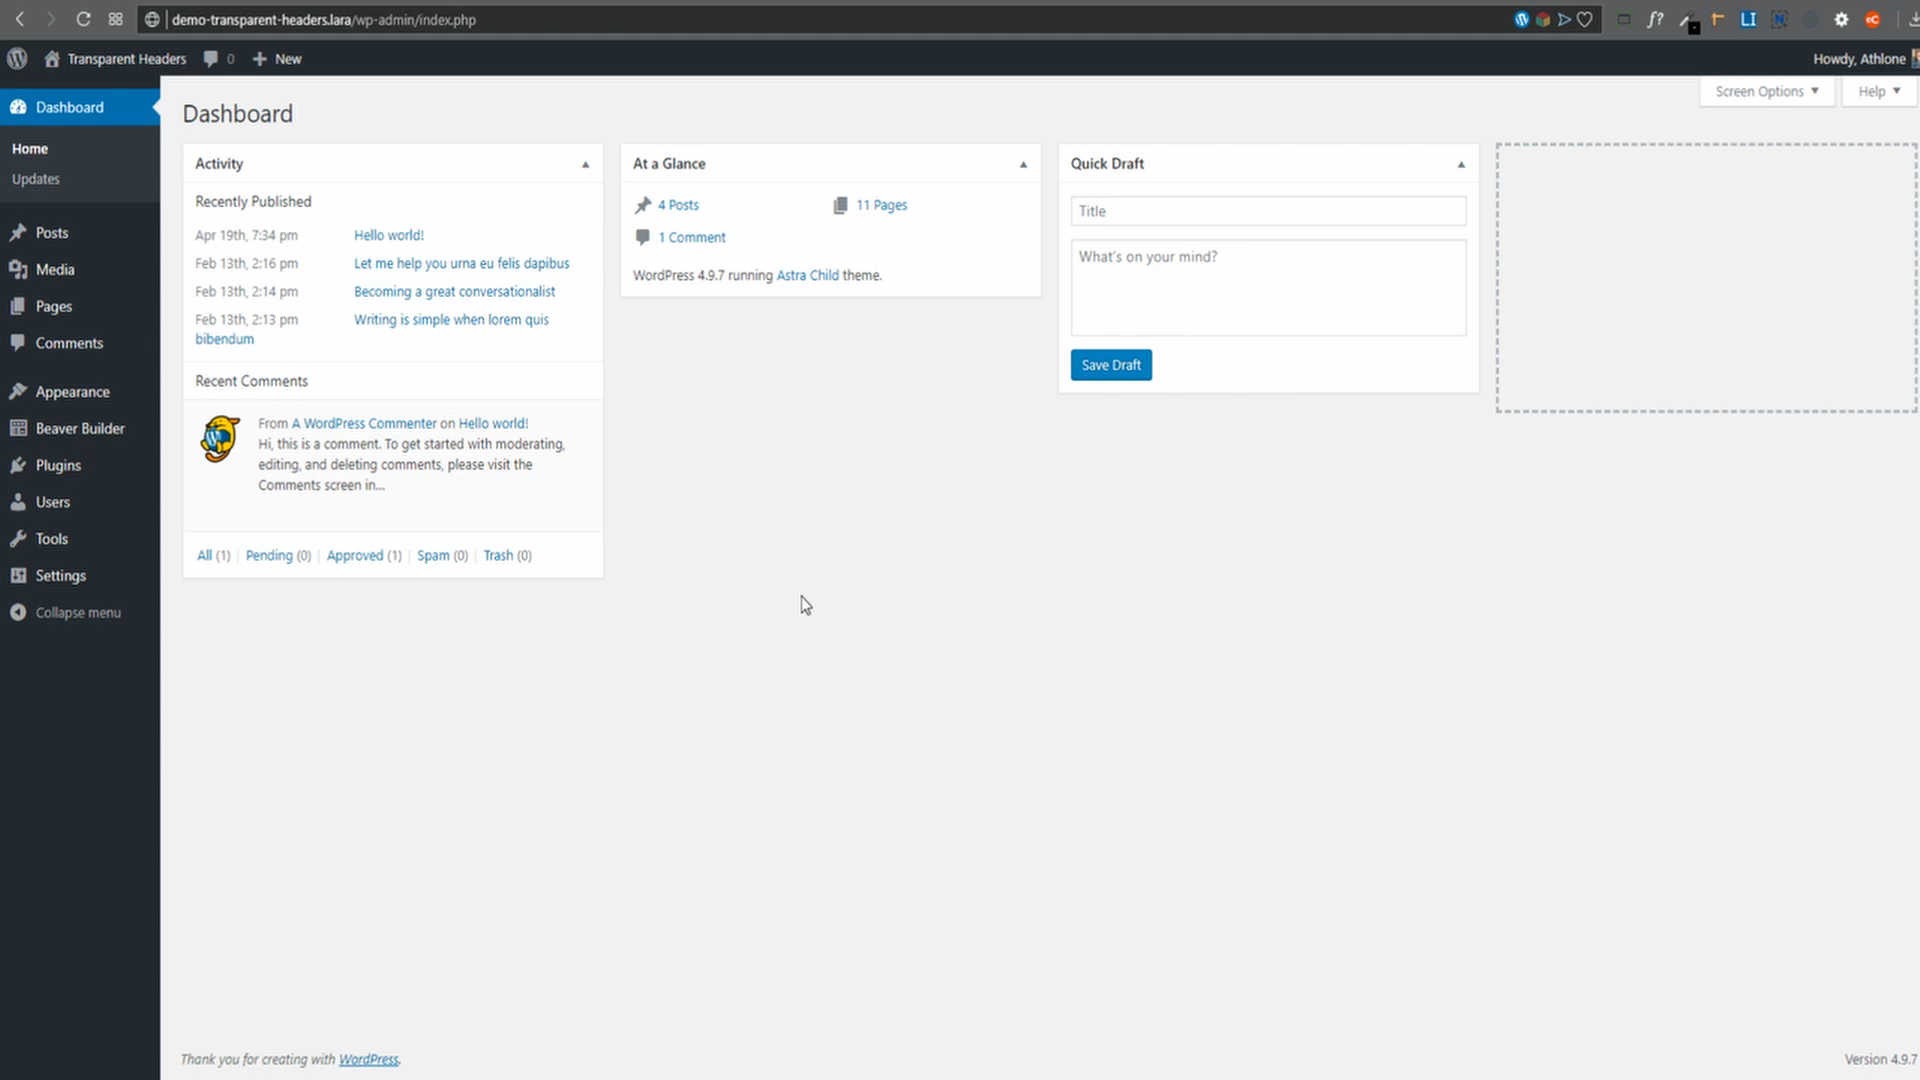 demo-transparent-headers.lara/wp-admin/index.php
f?
LI
N
Transparent Headers
0
New
Howdy, Athlone
Screen Options
Help
Dashboard
Home
Updates
Posts
Media
Pages
Comments
Appearance
Beaver Builder
Plugins
Users
Tools
Settings
Collapse menu
Dashboard
Activity
Recently Published
Apr 19th, 7:34 pm Hello world!
Feb 13th, 2:16 pm Let me help you urna eu felis dapibus
Feb 13th, 2:14 pm Becoming a great conversationalist
Feb 13th, 2:13 pm Writing is simple when lorem quis
bibendum
Recent Comments
From A WordPress Commenter on Hello world!
Hi, this is a comment. To get started with moderating,
editing, and deleting comments, please visit the
Comments screen in...
All (1) | Pending (0) | Approved (1) | Spam (0) | Trash (0)
At a Glance
4 Posts 11 Pages
1 Comment
WordPress 4.9.7 running Astra Child theme.
Quick Draft
Title
What's on your mind?
Save Draft
Thank you for creating with WordPress.
Version 4.9.7